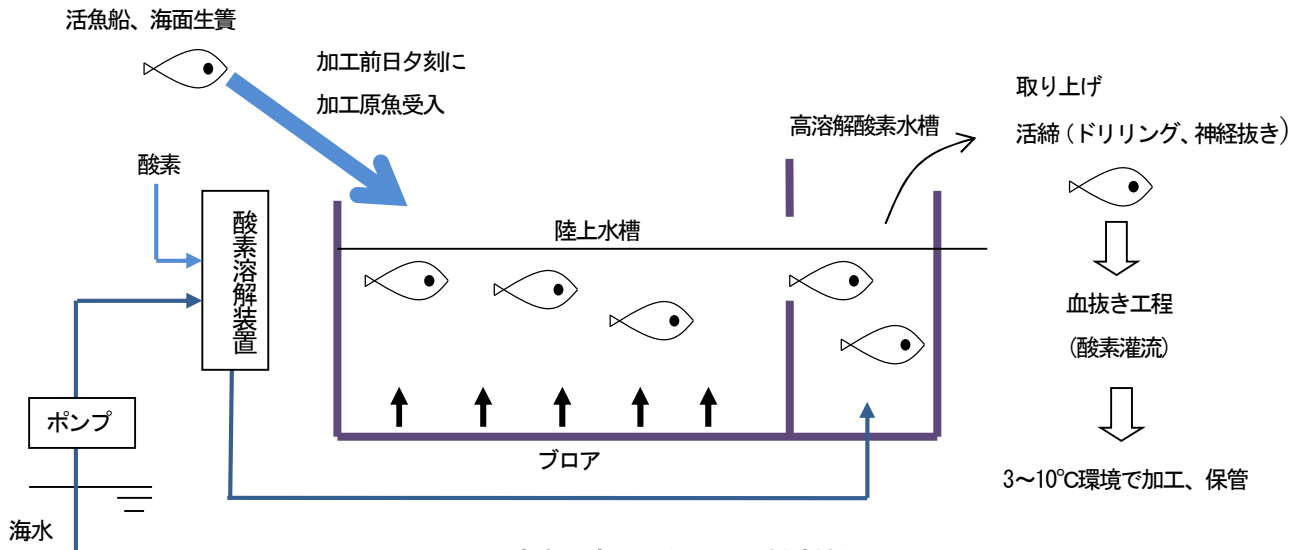 活魚船、海面生簀
加工前日夕刻に
加工原魚受入
取り上げ
活締（ドリリング、神経抜き）
高溶解酸素水槽
酸素
酸素溶解装置
陸上水槽
血抜き工程
(酸素灌流)
ポンプ
ブロア
3～10℃環境で加工、保管
海水